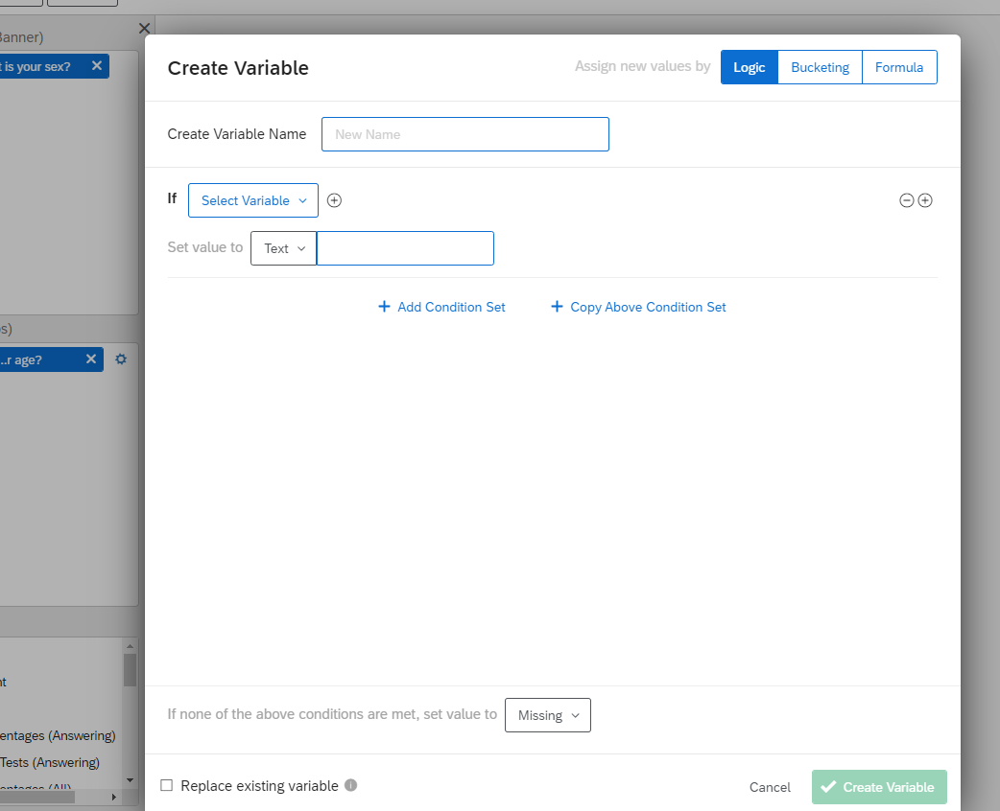 Banner)
t is your sex?
Create Variable
Assign new values by
Logic
Bucketing
Formula
Create Variable Name
New Name
If
Select Variable
Set value to
Text
Add Condition Set
Copy Above Condition Set
s)
..r age?
nt
entages (Answering)
Tests (Answering)
entages (All)
If none of the above conditions are met, set value to
Missing
Replace existing variable
Cancel
Create Variable